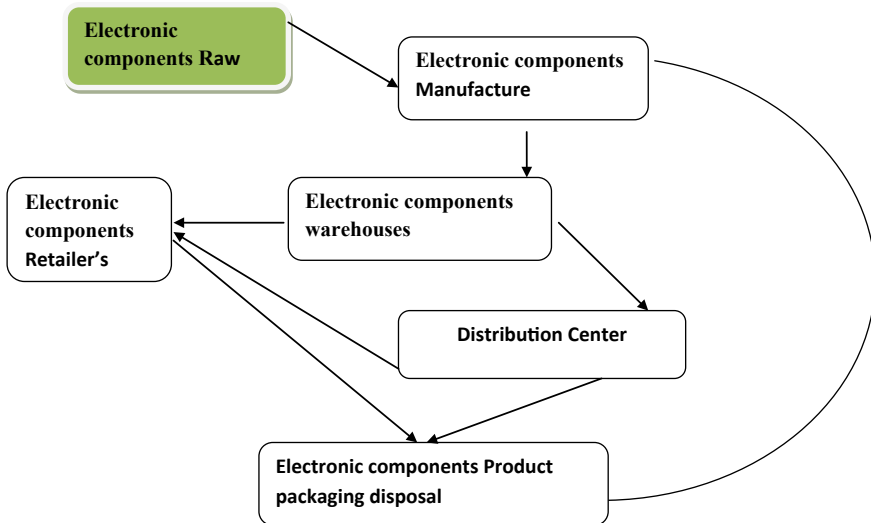 Electronic
components Raw
Electronic components
Manufacture
Electronic
components
Retailer's
Electronic components
warehouses
Distribution Center
Electronic components Product
packaging disposal